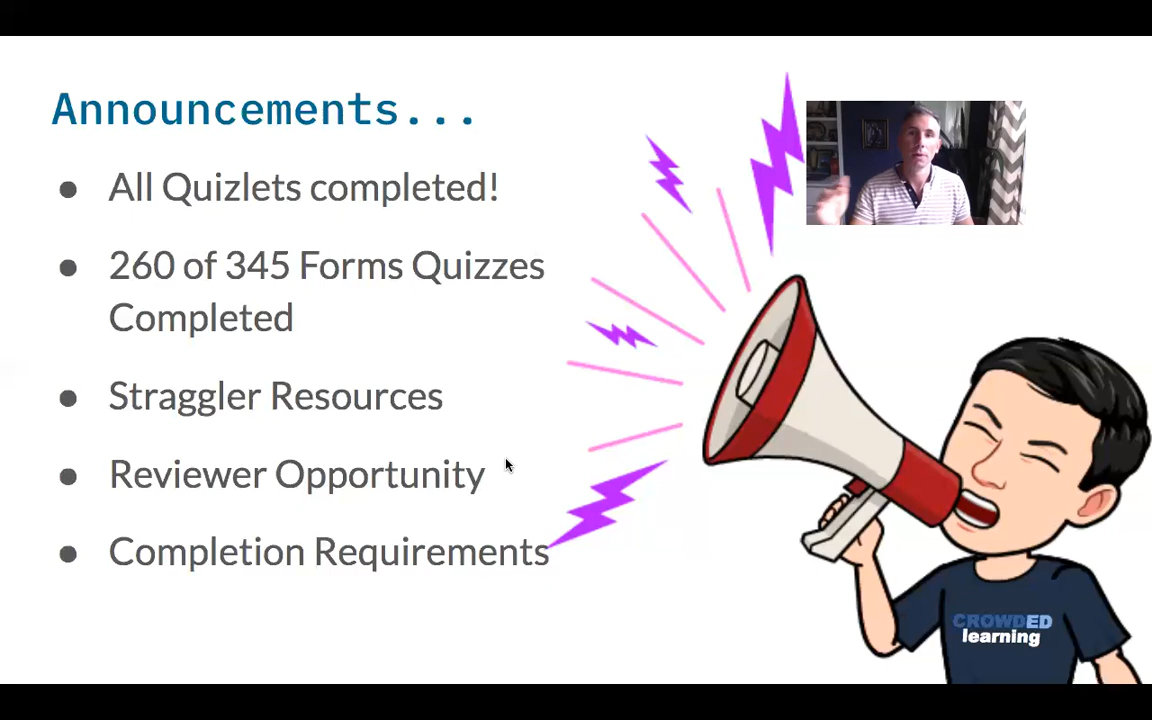 Announcements...
● All Quizlets completed!
● 260 of 345 Forms Quizzes
Completed
● Straggler Resources
● Reviewer Opportunity
● Completion Requirements
CROWDED
learning